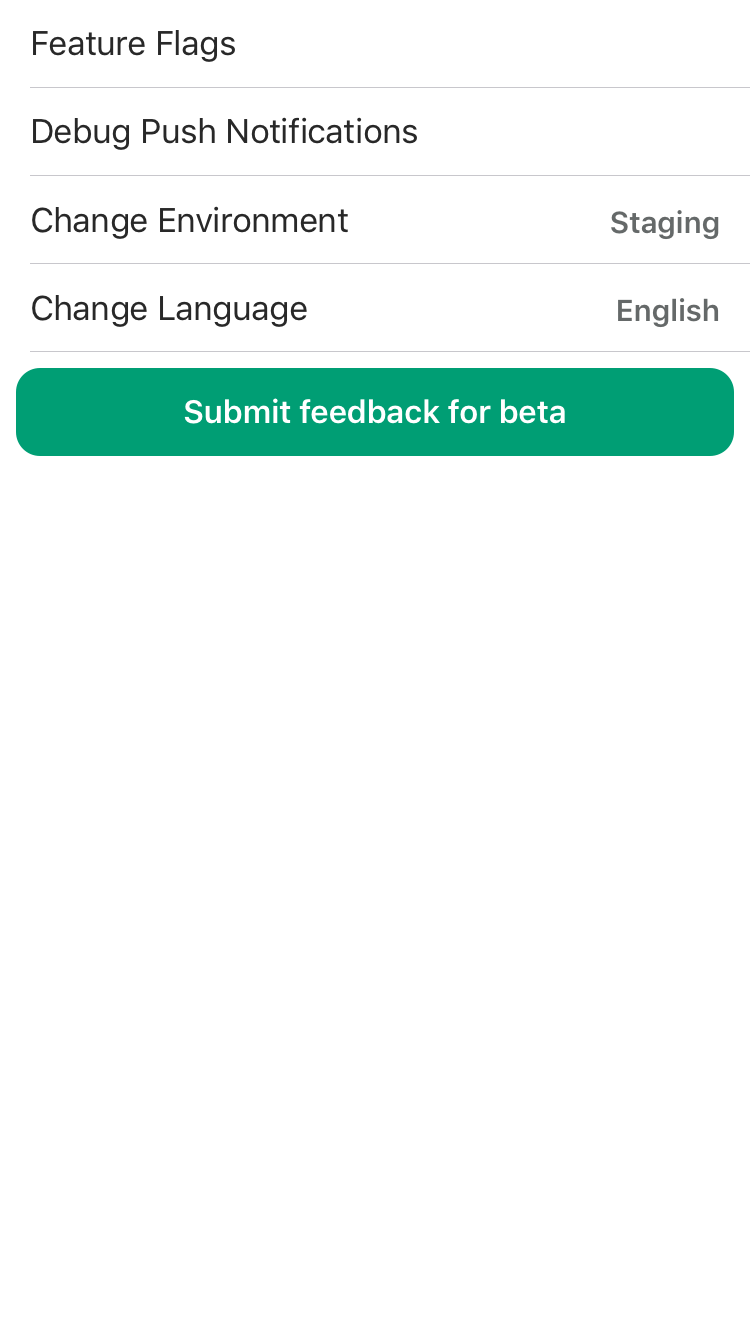 Feature Flags
Debug Push Notifications
Change Environment Staging
Change Language English
Submit feedback for beta